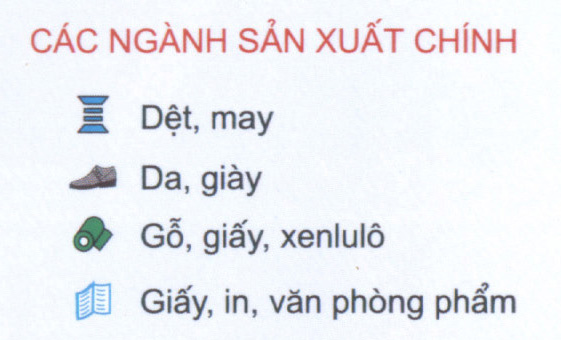 CÁC NGÀNH SẢN XUẤT CHÍNH
Dệt, may
Da, giày
Gỗ, giấy, xenlulô
Giấy, in, văn phòng phẩm